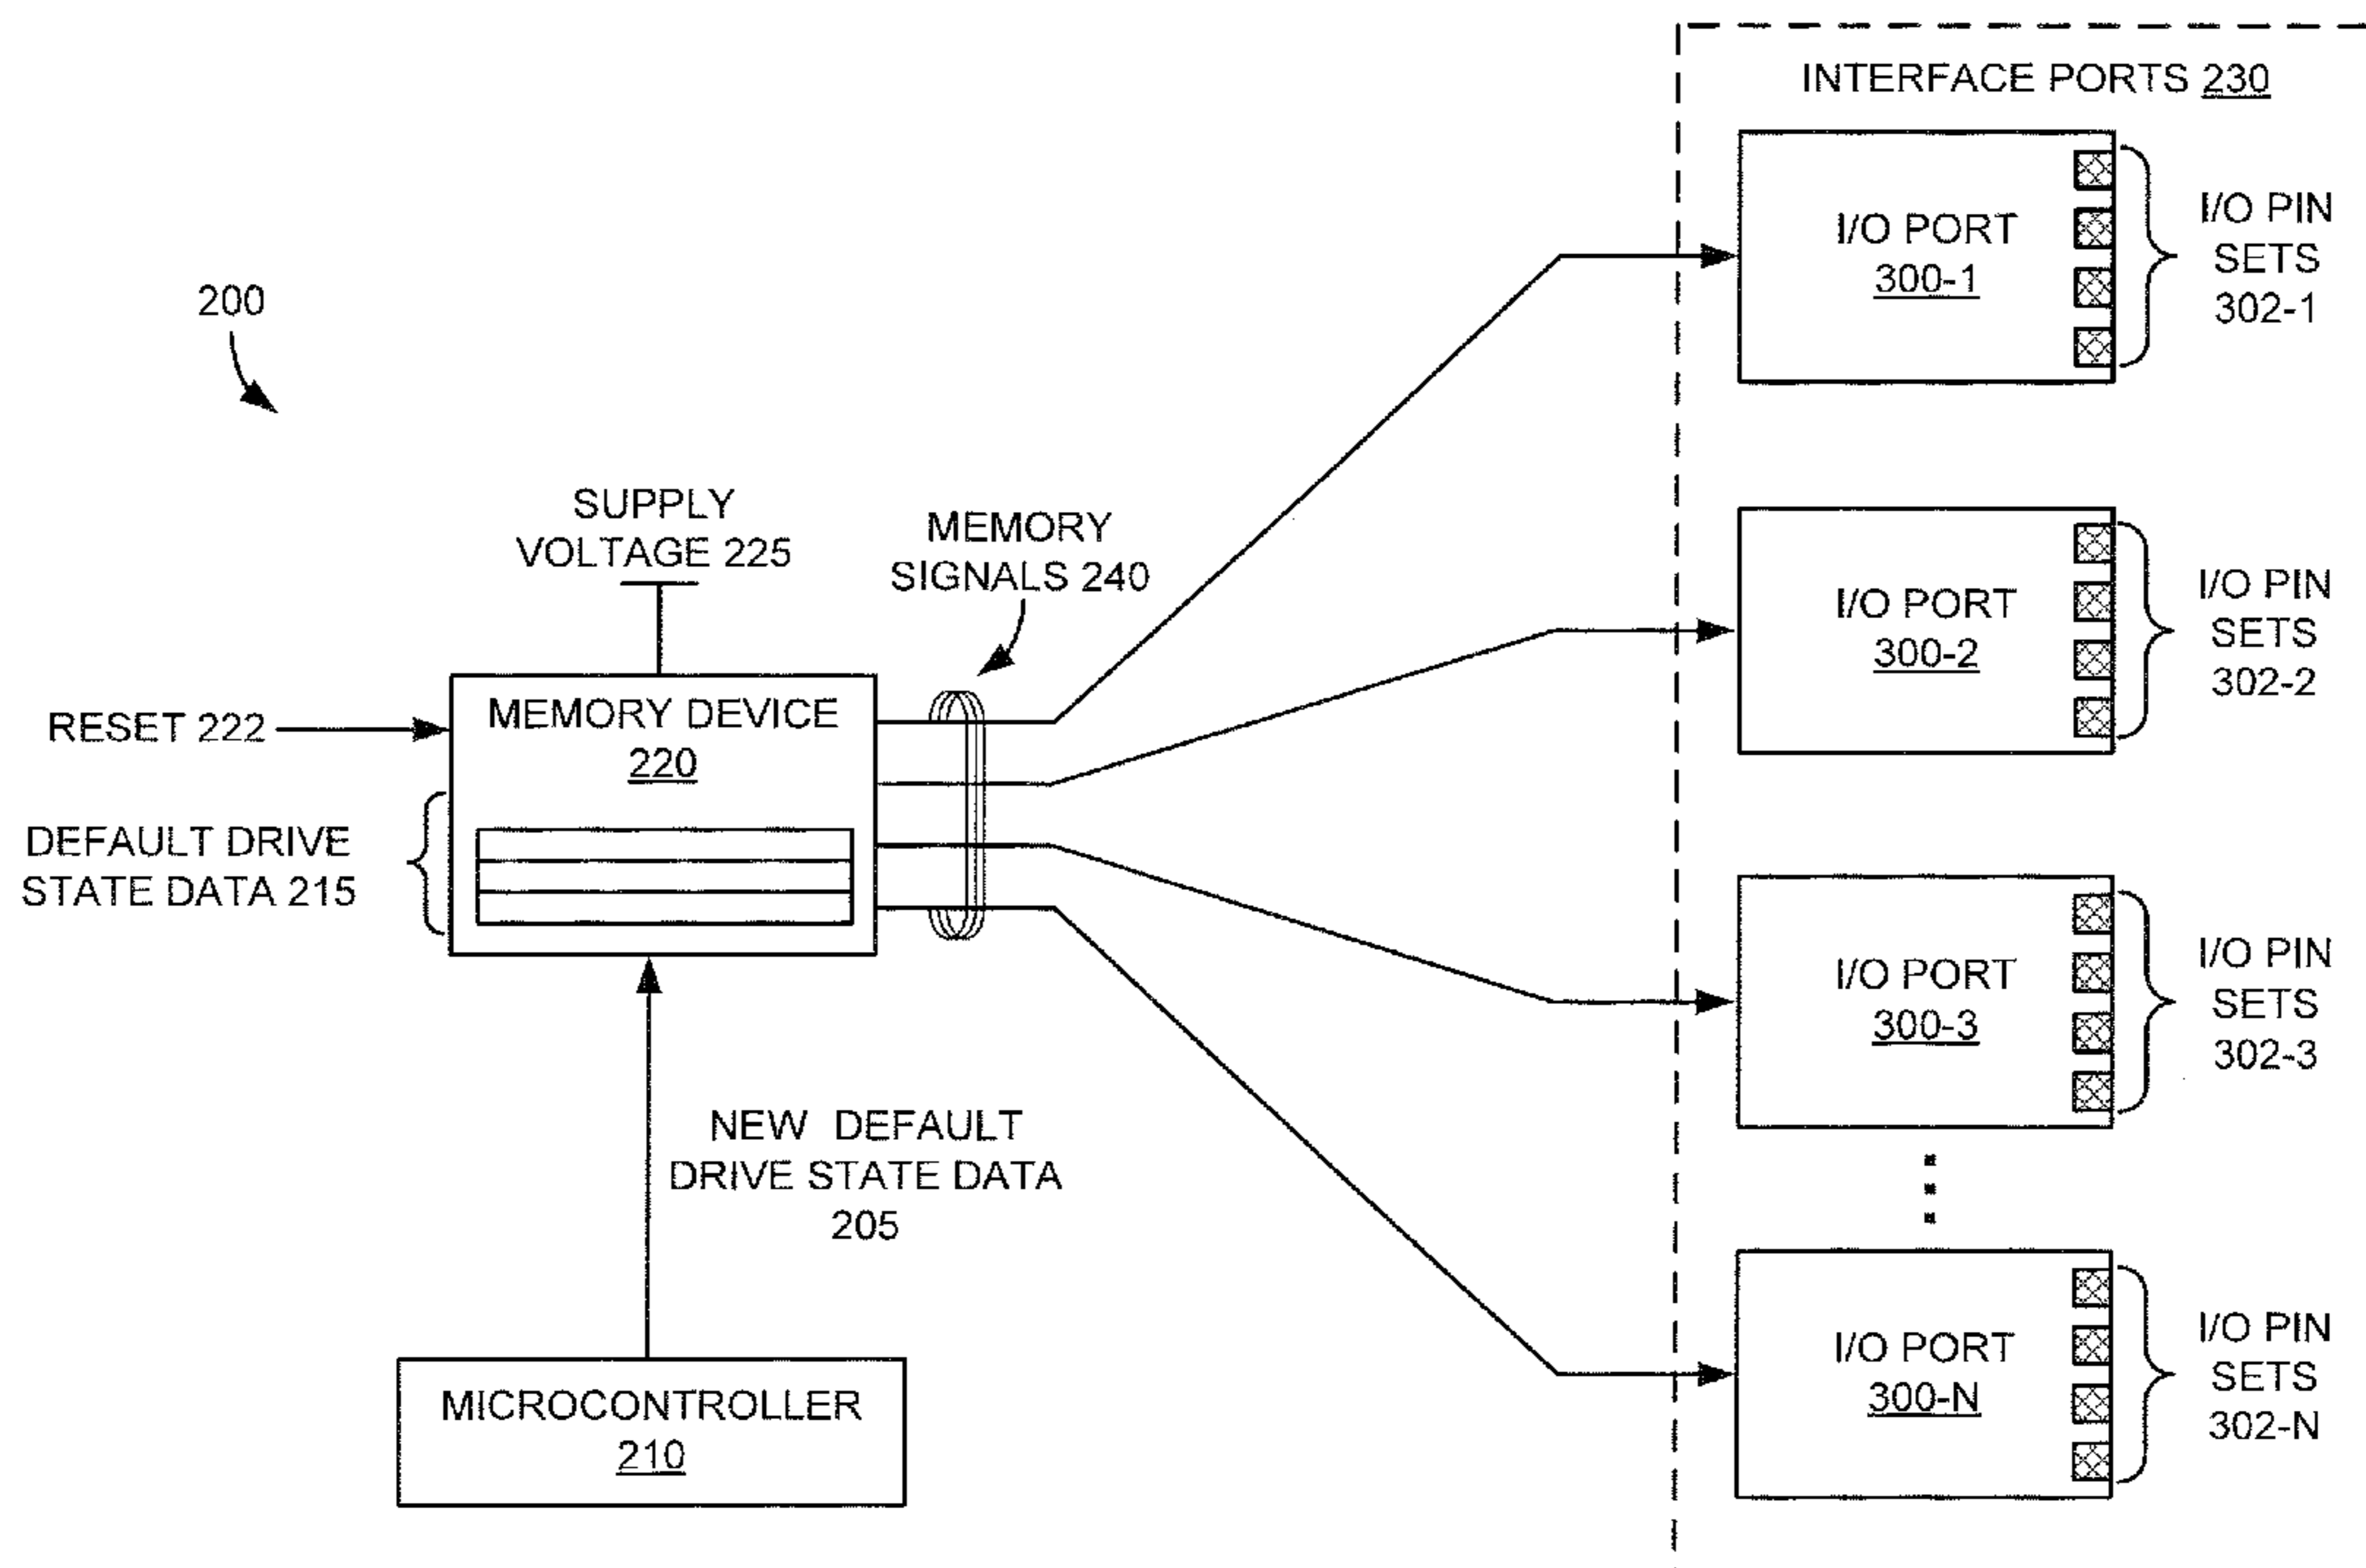 INTERFACE PORTS 230
I/O PORT
300-1
I/O PIN
SETS
302-1
200
SUPPLY
VOLTAGE 225
MEMORY
SIGNALS 240
I/O PORT
300-2
I/O PIN
SETS
302-2
RESET 222
MEMORY DEVICE
220
DEFAULT DRIVE
STATE DATA 215
I/O PORT
300-3
I/O PIN
SETS
302-3
NEW DEFAULT
DRIVE STATE DATA
205
MICROCONTROLLER
210
I/O PORT
300-N
I/O PIN
SETS
302-N